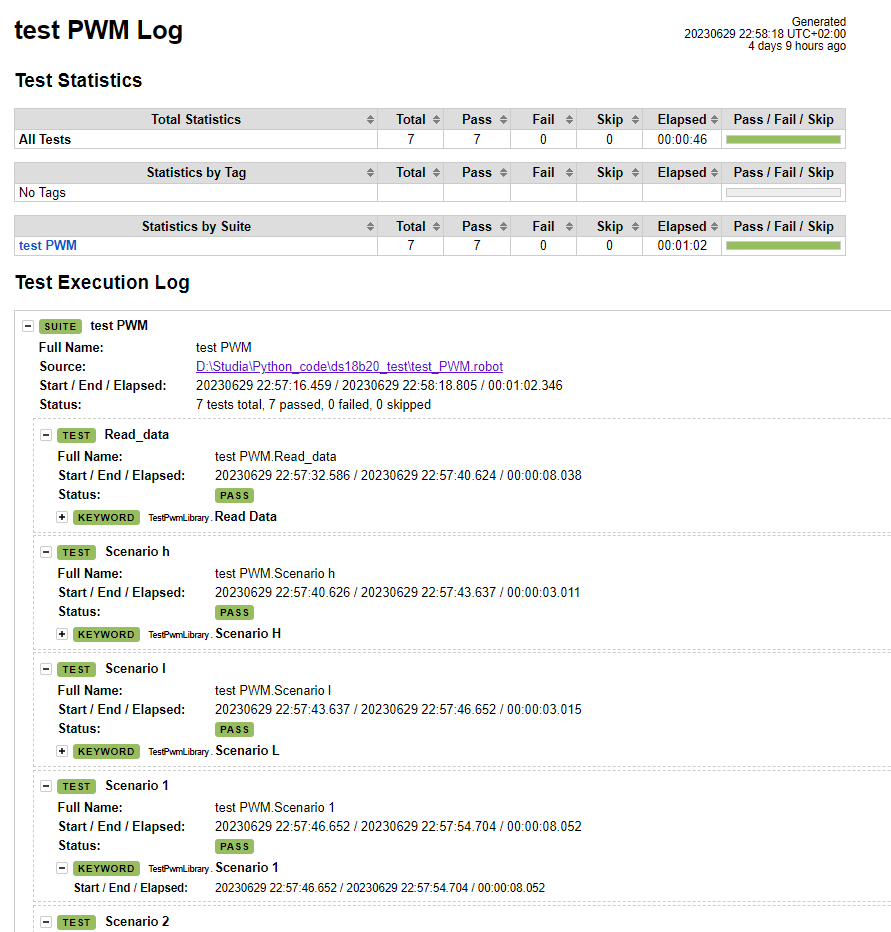 test PWM Log
Generated
20230629 22:58:18 UTC+02:00
4 days 9 hours ago
Test Statistics
Total Statistics Total Pass Fail Skip Elapsed Pass / Fail / Skip
All Tests 7 7 0 0 00:00:46
Statistics by Tag Total Pass Fail Skip Elapsed Pass / Fail / Skip
No Tags
Statistics by Suite Total Pass Fail Skip Elapsed Pass / Fail / Skip
test PWM 7 7 0 0 00:01:02
Test Execution Log
SUITE test PWM
Full Name: test PWM
Source: D:\Studia\Python_code\ds18b20_test\test_PWM.robot
Start / End / Elapsed: 20230629 22:57:16.459 / 20230629 22:58:18.805 / 00:01:02.346
Status: 7 tests total, 7 passed, 0 failed, 0 skipped
TEST Read_data
Full Name: test PWM.Read_data
Start / End / Elapsed: 20230629 22:57:32.586 / 20230629 22:57:40.624 / 00:00:08.038
Status: PASS
KEYWORD TestPwmLibrary. Read Data
TEST Scenario h
Full Name: test PWM.Scenario h
Start / End / Elapsed: 20230629 22:57:40.626 / 20230629 22:57:43.637 / 00:00:03.011
Status: PASS
KEYWORD TestPwmLibrary. Scenario H
TEST Scenario l
Full Name: test PWM.Scenario l
Start / End / Elapsed: 20230629 22:57:43.637 / 20230629 22:57:46.652 / 00:00:03.015
Status: PASS
KEYWORD TestPwmLibrary. Scenario L
TEST Scenario 1
Full Name: test PWM.Scenario 1
Start / End / Elapsed: 20230629 22:57:46.652 / 20230629 22:57:54.704 / 00:00:08.052
Status: PASS
KEYWORD TestPwmLibrary. Scenario 1
Start / End / Elapsed: 20230629 22:57:46.652 / 20230629 22:57:54.704 / 00:00:08.052
TEST Scenario 2